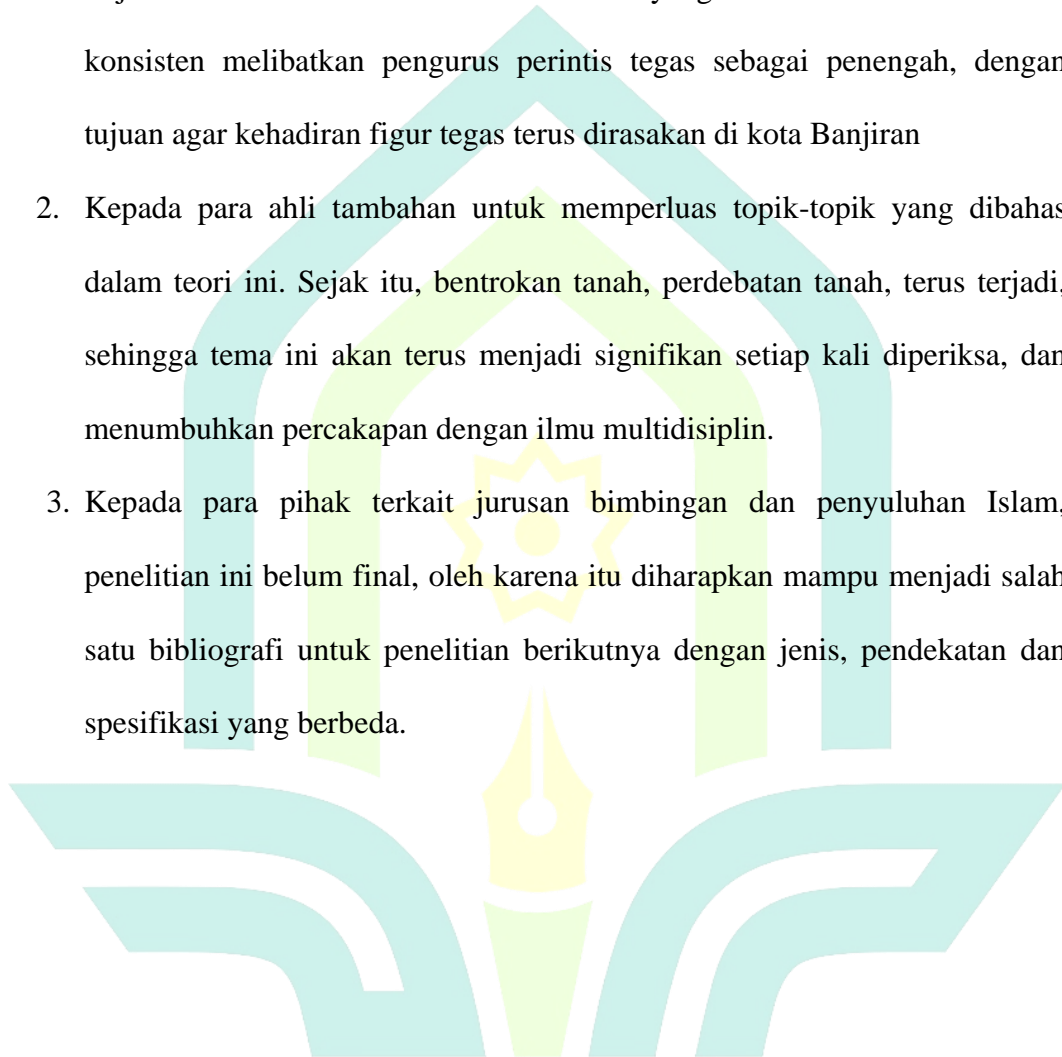 konsisten melibatkan pengurus perintis tegas sebagai penengah, dengan
tujuan agar kehadiran figur tegas terus dirasakan di kota Banjiran
2. Kepada para ahli tambahan untuk memperluas topik-topik yang dibahas
dalam teori ini. Sejak itu, bentrokan tanah, perdebatan tanah, terus terjadi,
sehingga tema ini akan terus menjadi signifikan setiap kali diperiksa, dan
menumbuhkan percakapan dengan ilmu multidisiplin.
3. Kepada para pihak terkait jurusan bimbingan dan penyuluhan Islam,
penelitian ini belum final, oleh karena itu diharapkan mampu menjadi salah
satu bibliografi untuk penelitian berikutnya dengan jenis, pendekatan dan
spesifikasi yang berbeda.